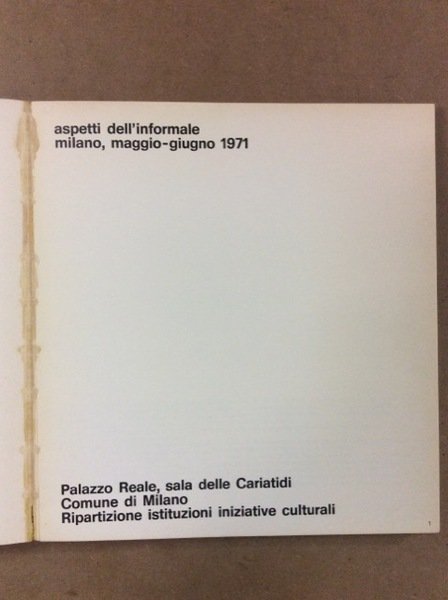 aspetti dell'informale
milano, maggio-giugno 1971
Palazzo Reale, sala delle Cariatidi
Comune di Milano
Ripartizione istituzioni iniziative culturali
1